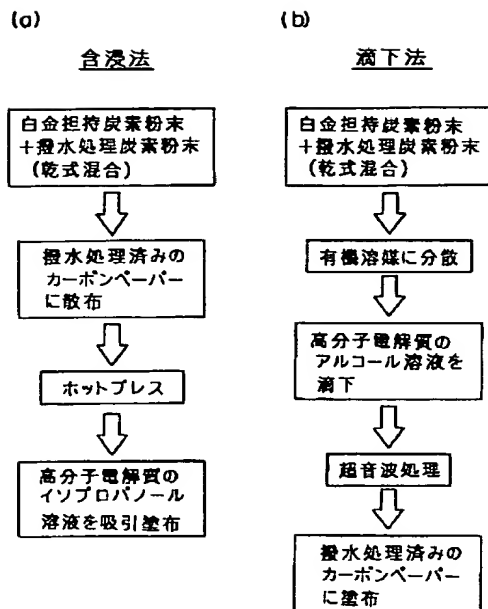 (a)
含浸法
白金担持炭素粉末
+撥水処理炭素粉末
(乾式混合)
撥水処理済みの
カーボンペーパー
に散布
ホットプレス
高分子電解質の
イソプロパノール
溶液を吸引塗布
(b)
滴下法
白金担持炭素粉末
+撥水処理炭素粉末
(乾式混合)
有機溶媒に分散
高分子電解質の
アルコール溶液を
滴下
超音波処理
撥水処理済みの
カーボンペーパー
に塗布